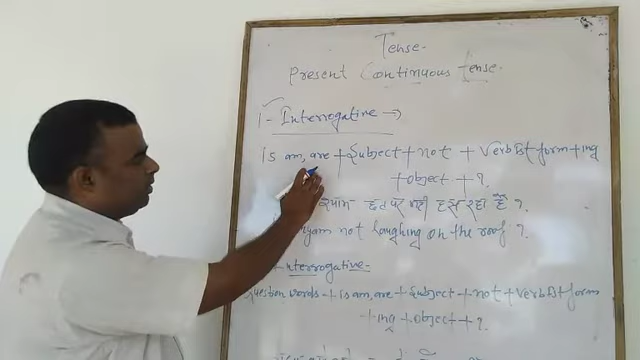 Tense-
Present Continuous tense.
1- Interrogative →
Is am, are + Subject + not + Verb Ist form + ing
+ object + ?
छत पर नहीं हँस रहा है ?
not laughing on the roof ?
Interrogative
Question words + is am, are + Subject + not + Verb Ist form
+ ing + object + ?